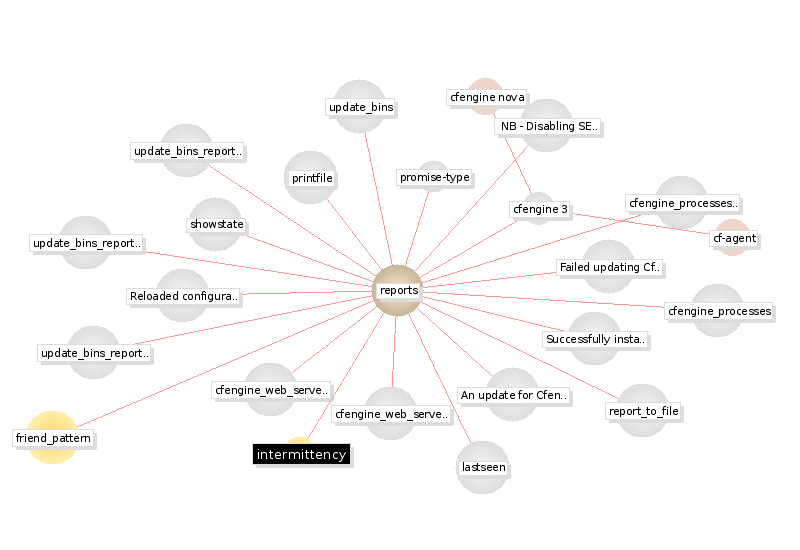 cfengine nova
update_bins
NB - Disabling SE..
update_bins_report..
printfile
promise-type
cfengine_processes..
cfengine 3
showstate
cf-agent
update_bins_report..
Failed updating Cf..
reports
Reloaded configura..
cfengine_processes
Successfully insta..
update_bins_report..
cfengine_web_serve..
An update for Cfen..
cfengine_web_serve..
report_to_file
friend_pattern
intermittency
lastseen